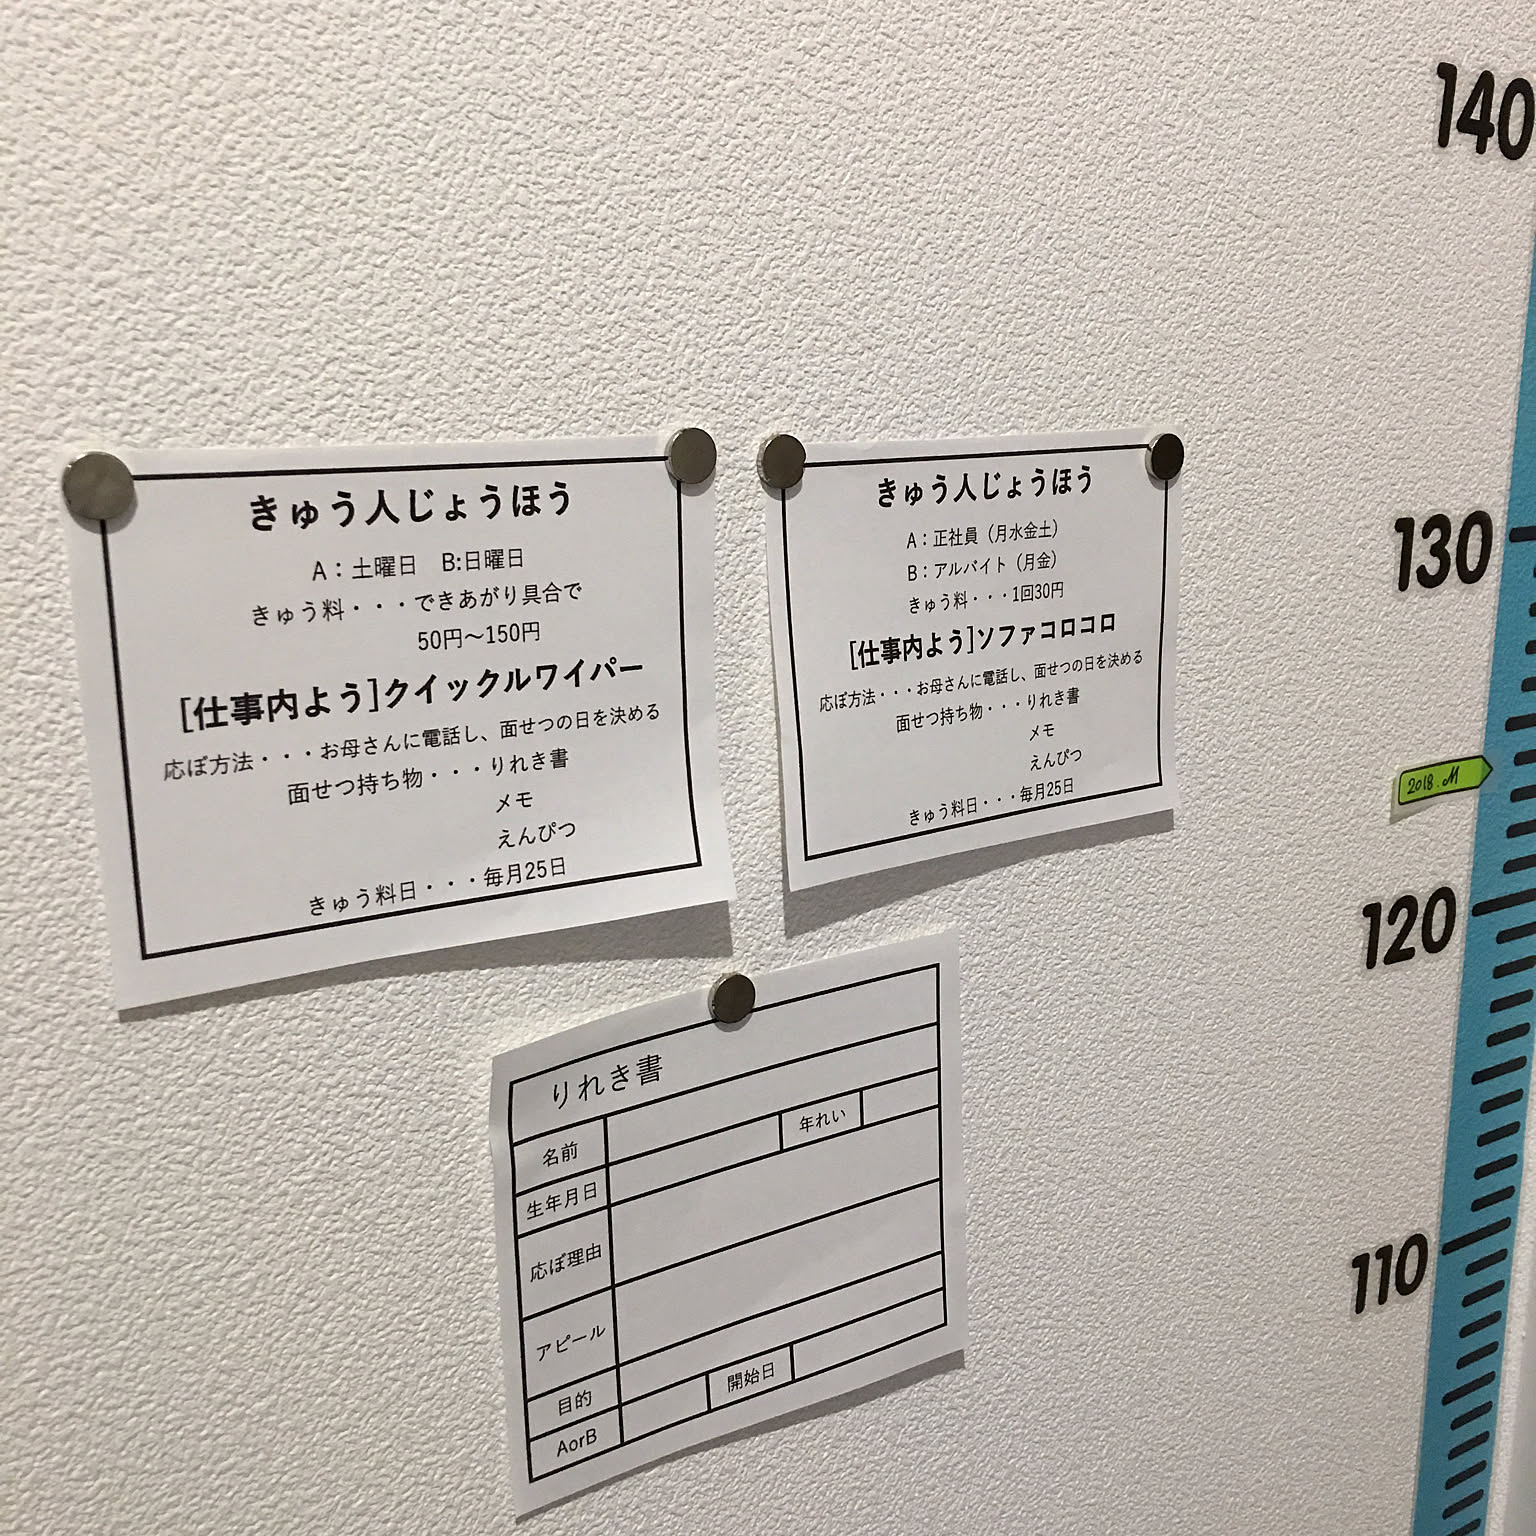 きゅう人じょうほう
A：土曜日　B:日曜日
きゅう料・・・できあがり具合で
50円～150円
[仕事内よう]クイックルワイパー
応ぼ方法・・・お母さんに電話し、面せつの日を決める
面せつ持ち物・・・りれき書
メモ
えんぴつ
きゅう料日・・・毎月25日
きゅう人じょうほう
A：正社員（月水金土）
B：アルバイト（月金）
きゅう料・・・1回30円
[仕事内よう]ソファコロコロ
応ぼ方法・・・お母さんに電話し、面せつの日を決める
面せつ持ち物・・・りれき書
メモ
えんぴつ
きゅう料日・・・毎月25日
りれき書
名前　年れい
生年月日
応ぼ理由
アピール
目的
AorB　開始日
140
130
2018.M
120
110